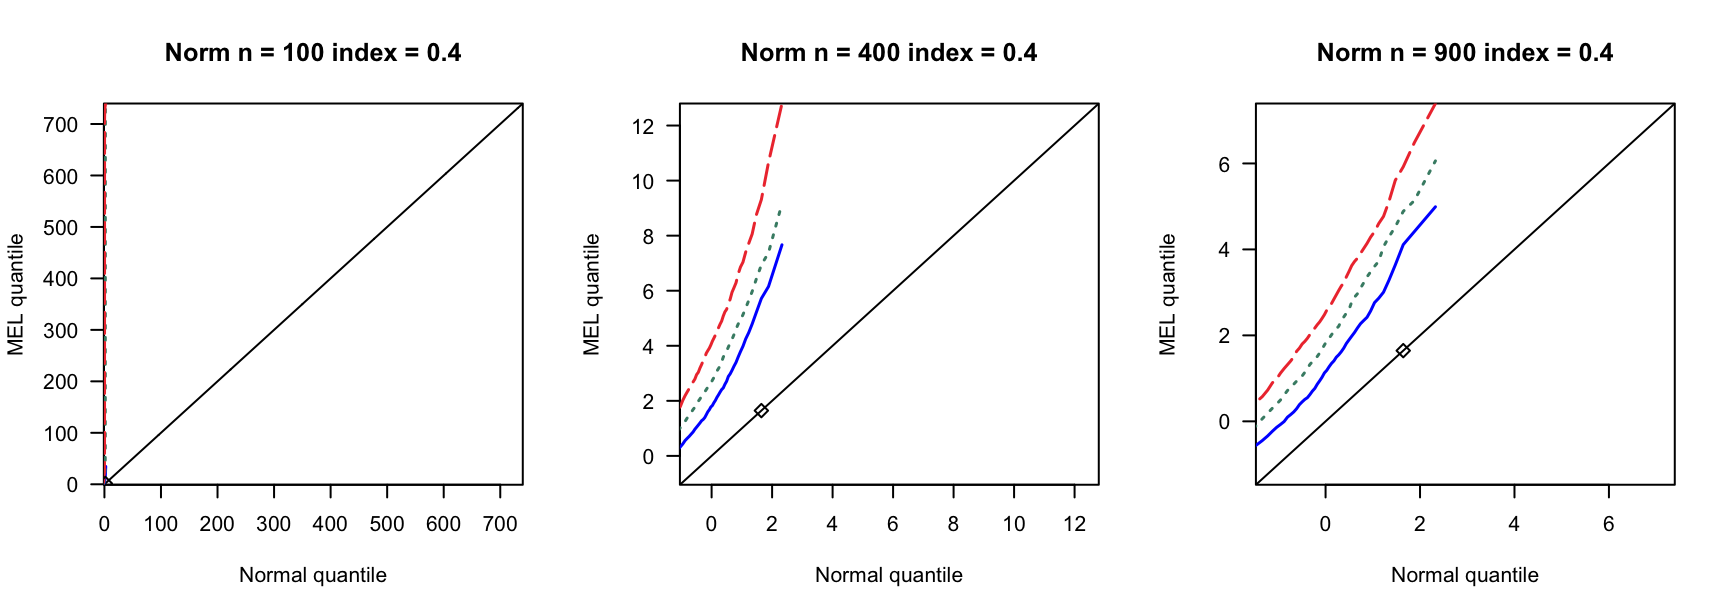 Norm n = 100 index = 0.4
700
600
500
400
300
200
100
0
MEL quantile
0 100 200 300 400 500 600 700
Normal quantile
Norm n = 400 index = 0.4
12
10
8
6
4
2
0
MEL quantile
0 2 4 6 8 10 12
Normal quantile
Norm n = 900 index = 0.4
6
4
2
0
MEL quantile
0 2 4 6
Normal quantile